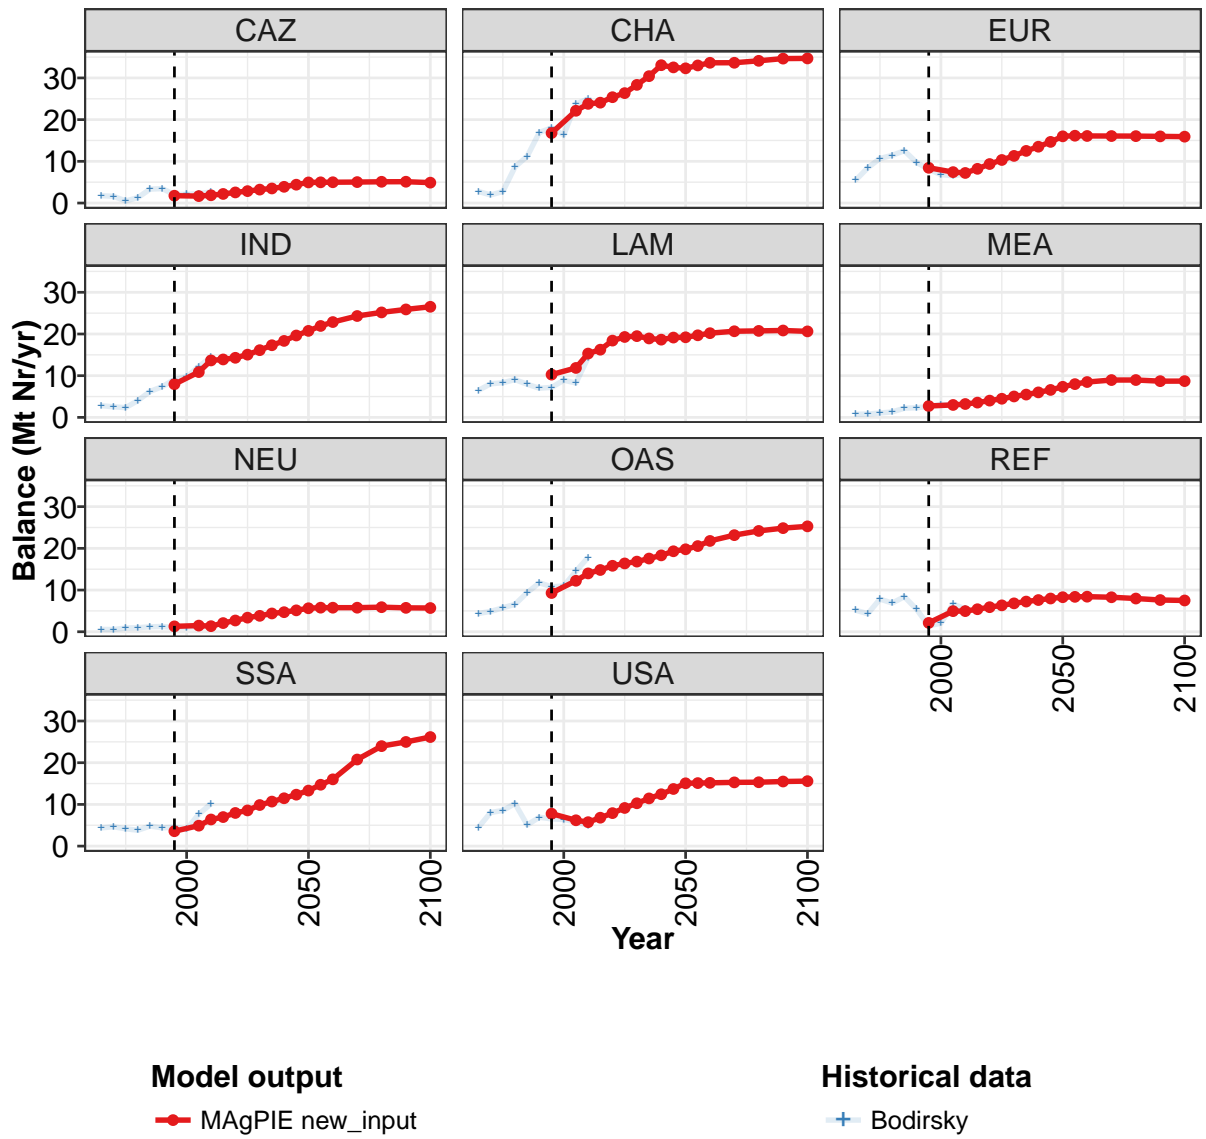 CAZ CHA EUR
30
20
10
0
IND LAM MEA
30
20
10
0
Balance (Mt Nr/yr)
NEU OAS REF
30
20
10
0
2000 2050 2100
SSA USA
30
20
10
0
2000 2050 2100 2000 2050 2100
Year
Model output Historical data
MAgPIE new_input Bodirsky